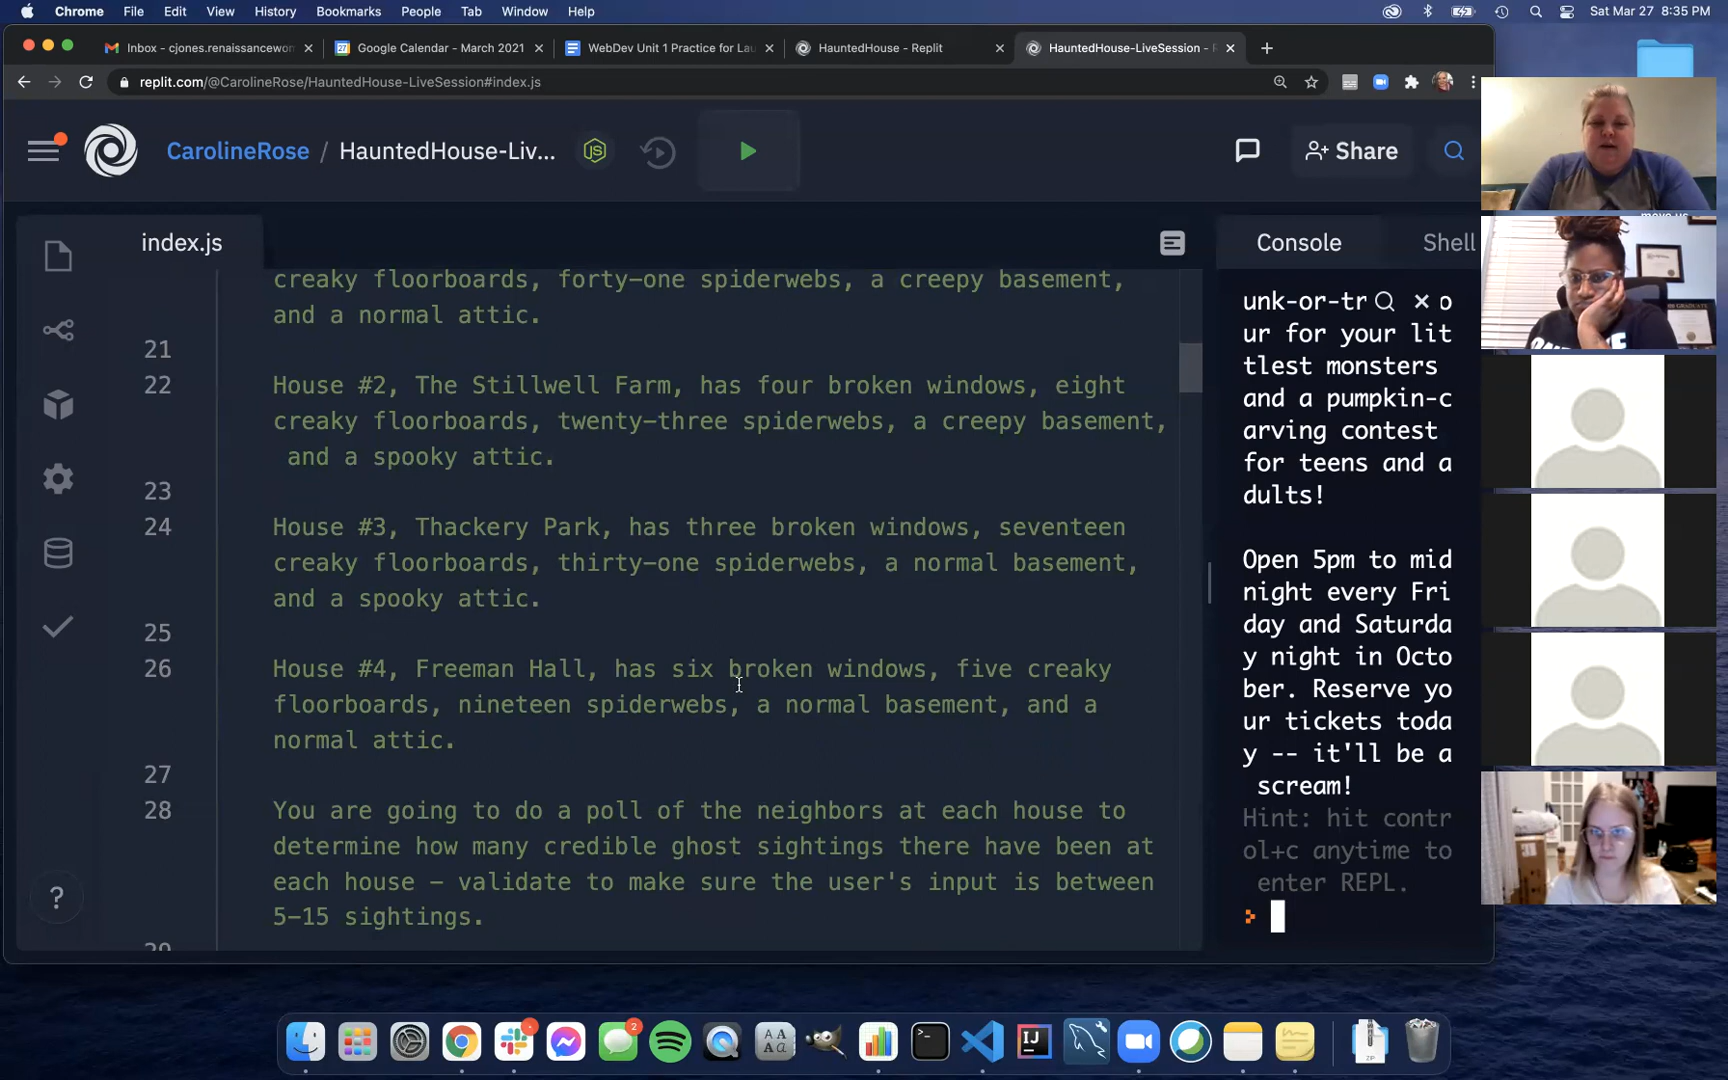 Chrome File Edit View History Bookmarks People Tab Window Help Sat Mar 27 8:35 PM
Inbox - cjones.renaissancewon
27 Google Calendar - March 2021
WebDev Unit 1 Practice for Lau
HauntedHouse - Replit
HauntedHouse-LiveSession - R
replit.com/@CarolineRose/HauntedHouse-LiveSession#index.js
CarolineRose / HauntedHouse-Liv...
JS
Share
index.js
Console
Shell
creaky floorboards, forty-one spiderwebs, a creepy basement,
and a normal attic.
21
22 House #2, The Stillwell Farm, has four broken windows, eight
creaky floorboards, twenty-three spiderwebs, a creepy basement,
and a spooky attic.
23
24 House #3, Thackery Park, has three broken windows, seventeen
creaky floorboards, thirty-one spiderwebs, a normal basement,
and a spooky attic.
25
26 House #4, Freeman Hall, has six broken windows, five creaky
floorboards, nineteen spiderwebs, a normal basement, and a
normal attic.
27
28 You are going to do a poll of the neighbors at each house to
determine how many credible ghost sightings there have been at
each house - validate to make sure the user's input is between
5-15 sightings.
29
unk-or-tr o
ur for your lit
tlest monsters
and a pumpkin-c
arving contest
for teens and a
dults!
Open 5pm to mid
night every Fri
day and Saturda
y night in Octo
ber. Reserve yo
ur tickets toda
y -- it'll be a
scream!
Hint: hit contr
ol+c anytime to
enter REPL.
>
?
2
AA
AA
IJ
ZIP